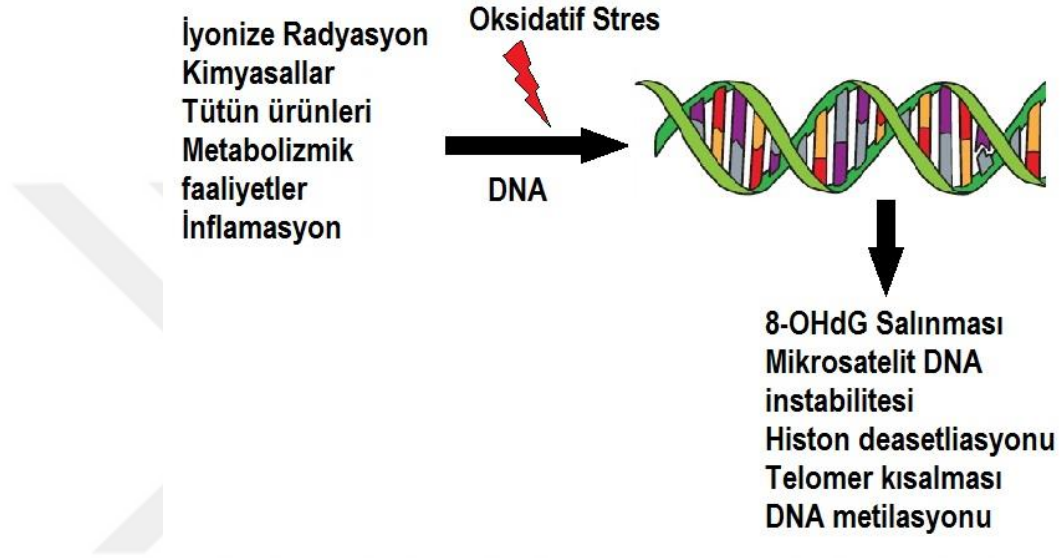 İyonize Radyasyon
Kimyasallar
Tütün ürünleri
Metabolizmik
faaliyetler
İnflamasyon
Oksidatif Stres
DNA
8-OHdG Salınması
Mikrosatelit DNA
instabilitesi
Histon deasetliasyonu
Telomer kısalması
DNA metilasyonu